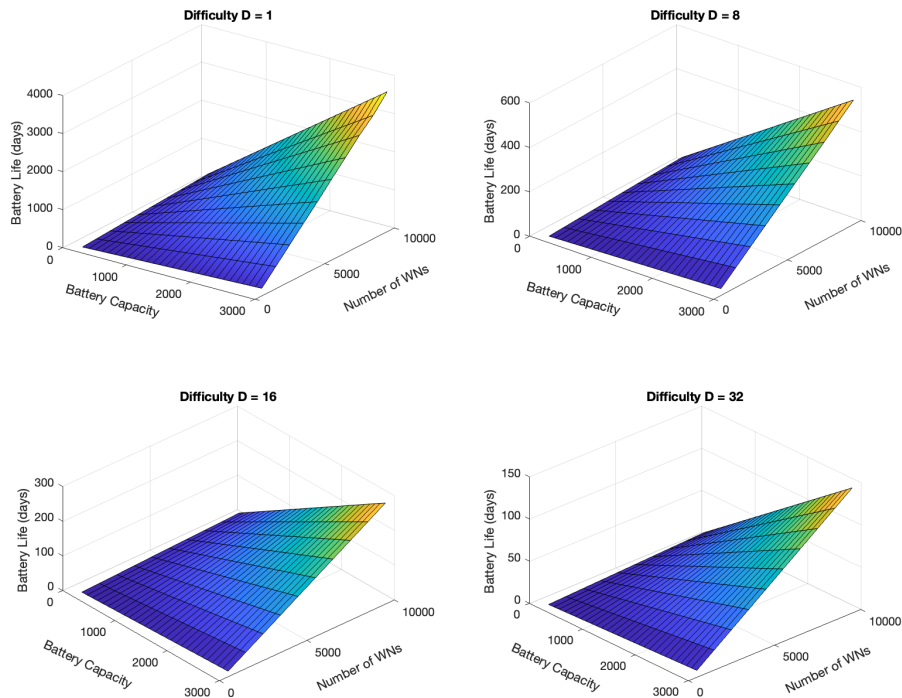 Difficulty D = 1
4000
3000
2000
1000
0
Battery Life (days)
0
1000
2000
3000
Battery Capacity
0
5000
10000
Number of WNs
Difficulty D = 8
600
400
200
0
Battery Life (days)
0
1000
2000
3000
Battery Capacity
0
5000
10000
Number of WNs
Difficulty D = 16
300
200
100
0
Battery Life (days)
0
1000
2000
3000
Battery Capacity
0
5000
10000
Number of WNs
Difficulty D = 32
150
100
50
0
Battery Life (days)
0
1000
2000
3000
Battery Capacity
0
5000
10000
Number of WNs